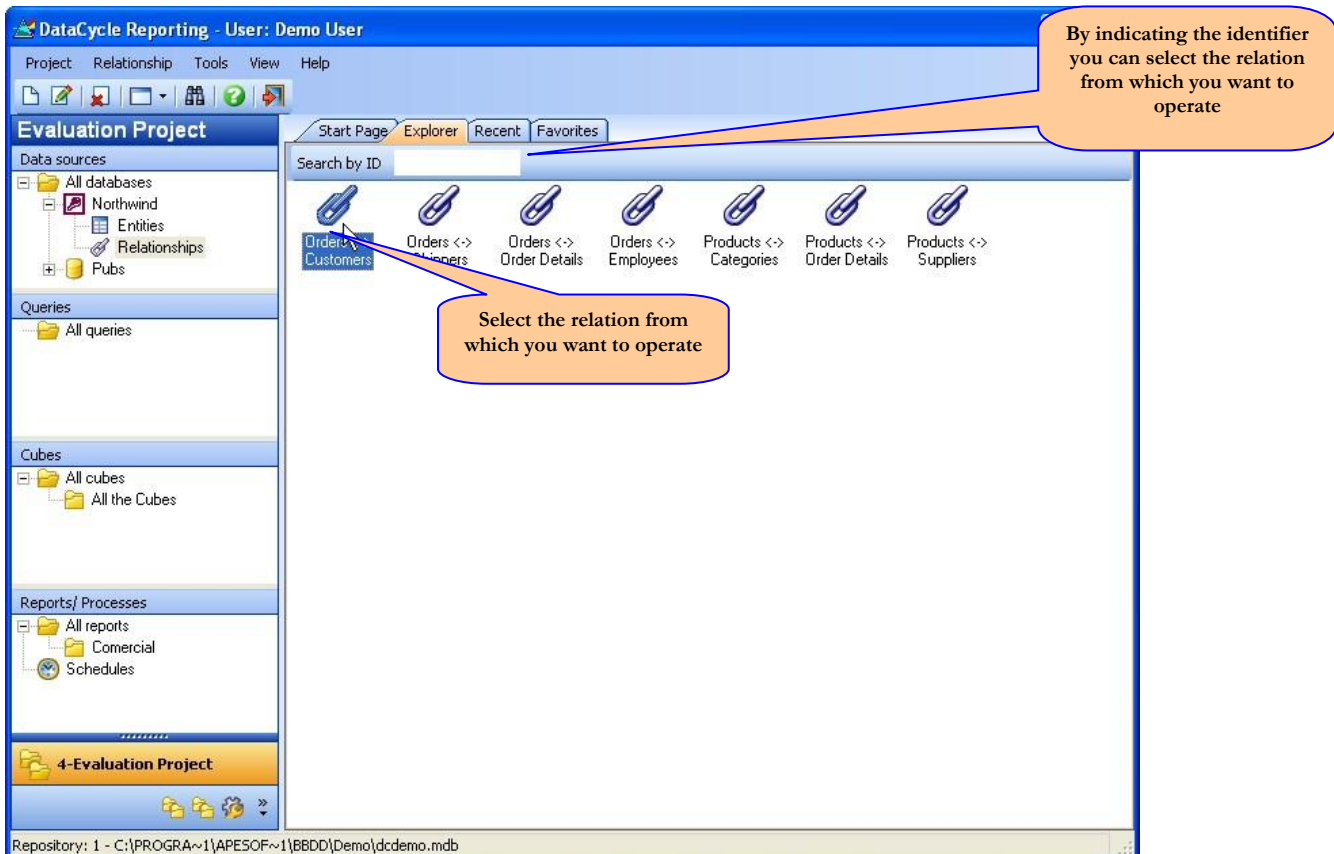 DataCycle Reporting - User: Demo User
By indicating the identifier
you can select the relation
from which you want to
operate
Project Relationship Tools View Help
Evaluation Project
Start Page Explorer Recent Favorites
Data sources
Search by ID
All databases
Northwind
Entities
Relationships
Pubs
Orders <->
Customers
Orders <->
Shippers
Orders <->
Order Details
Orders <->
Employees
Products <->
Categories
Products <->
Order Details
Products <->
Suppliers
Select the relation from
which you want to operate
Queries
All queries
Cubes
All cubes
All the Cubes
Reports/ Processes
All reports
Comercial
Schedules
4-Evaluation Project
Repository: 1 - C:\PROGRA~1\APESOF~1\BBDD\Demo\dcdemo.mdb